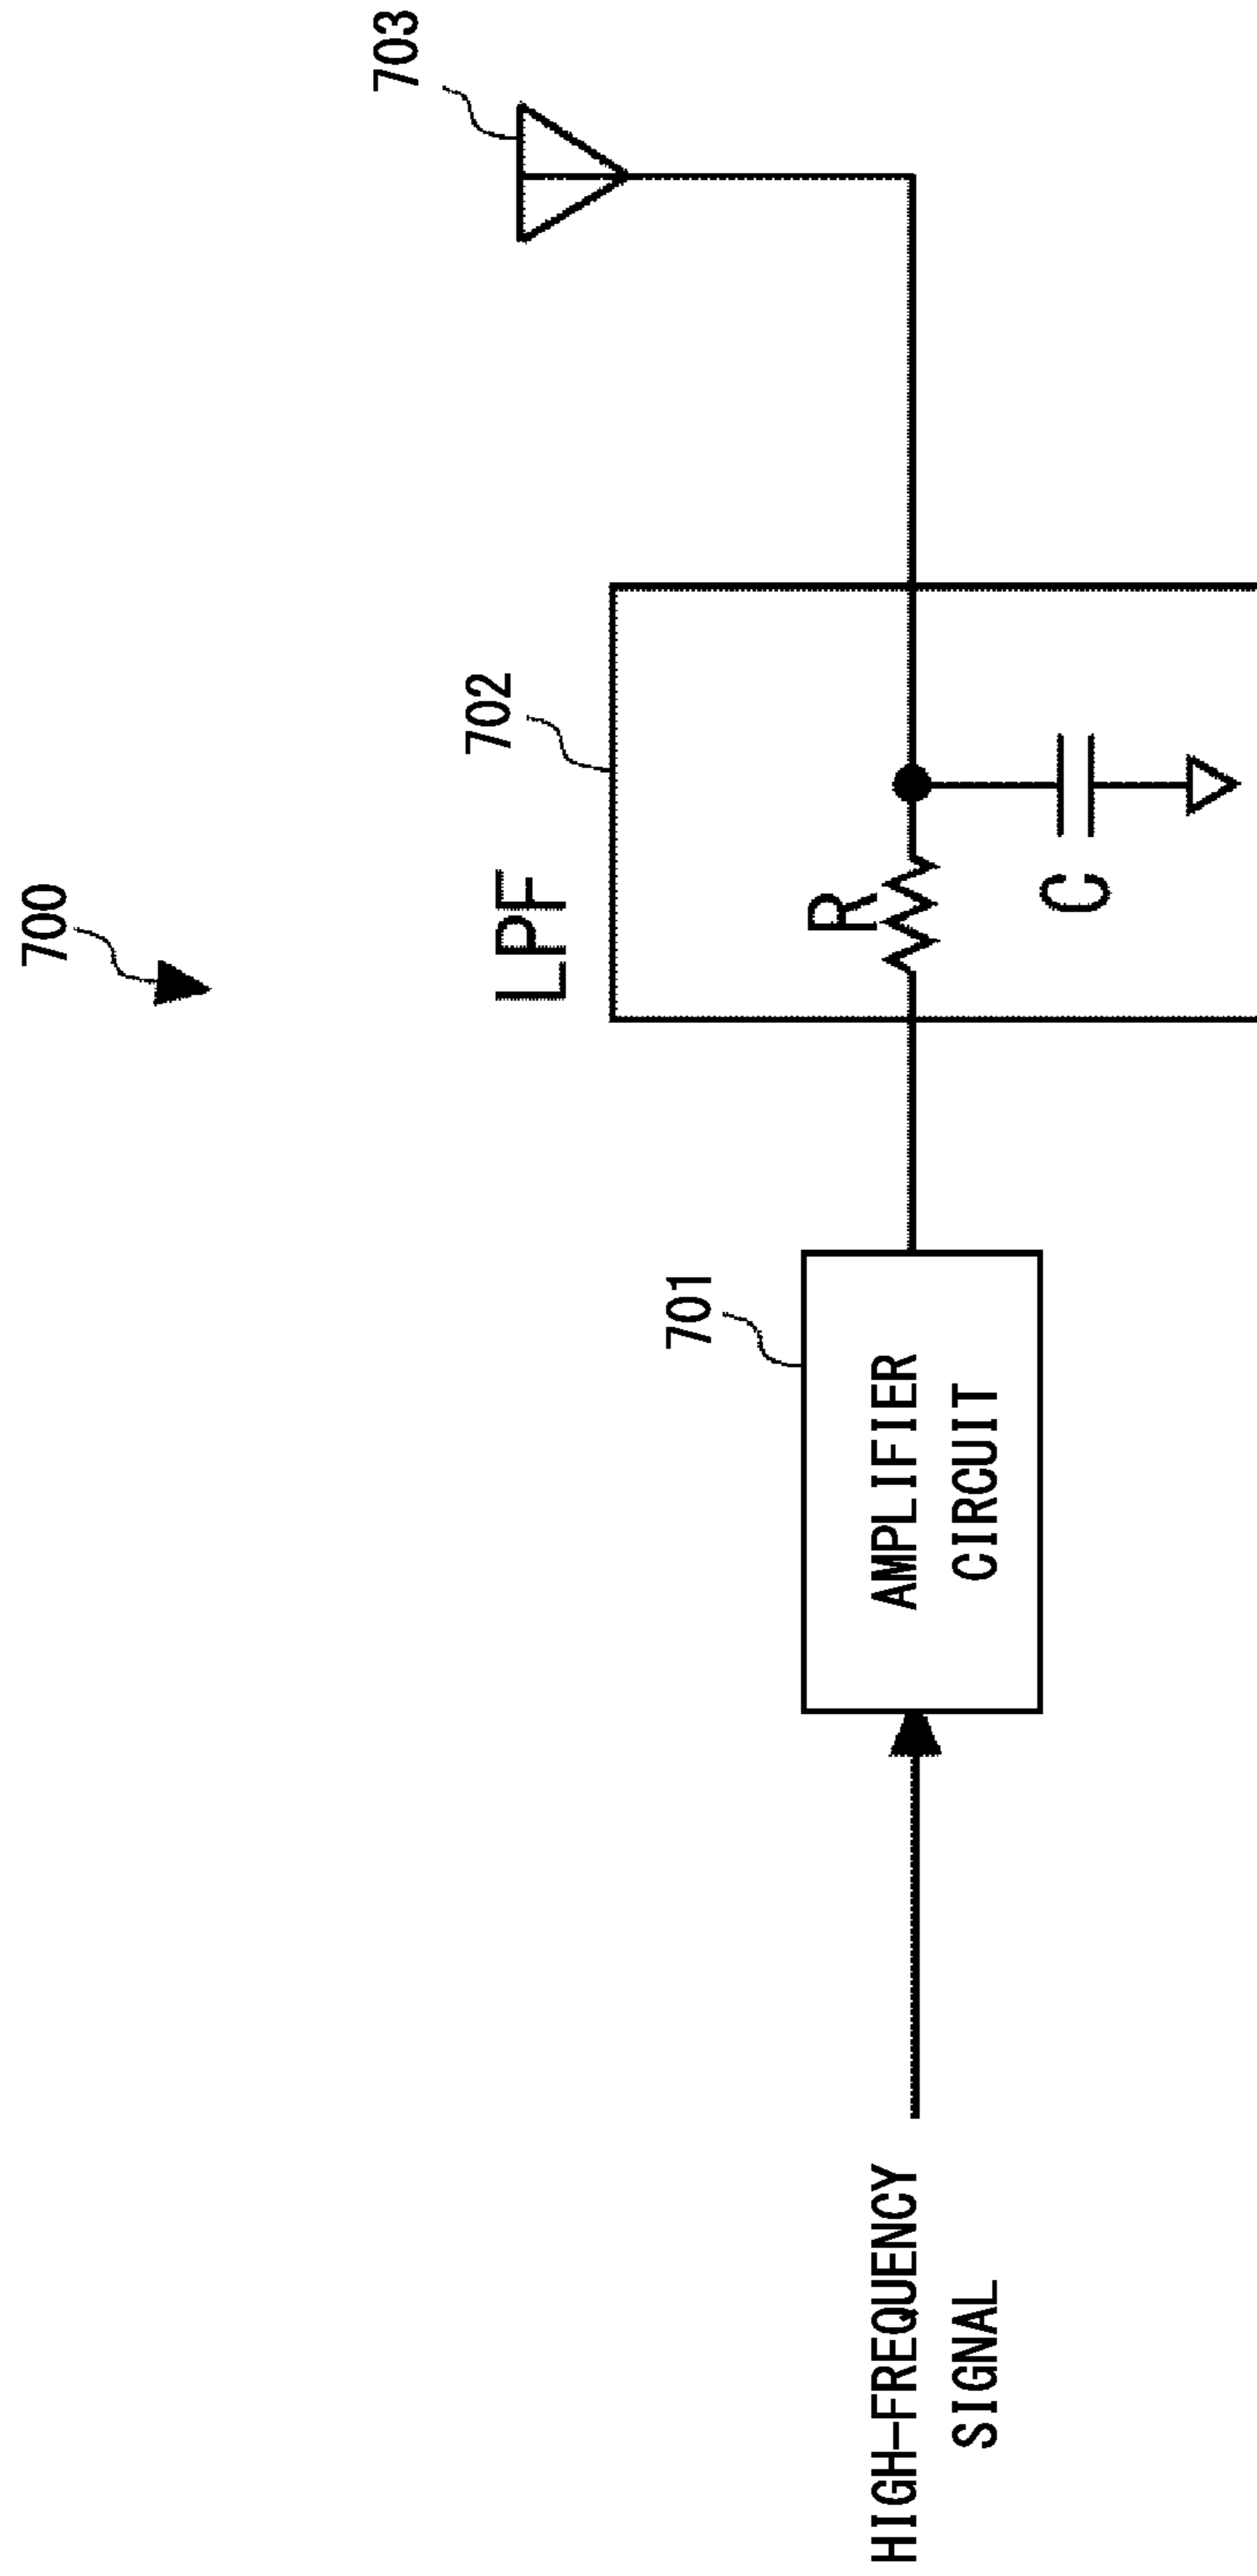 700
703
702
LPF
R
C
701
AMPLIFIER
CIRCUIT
HIGH-FREQUENCY
SIGNAL